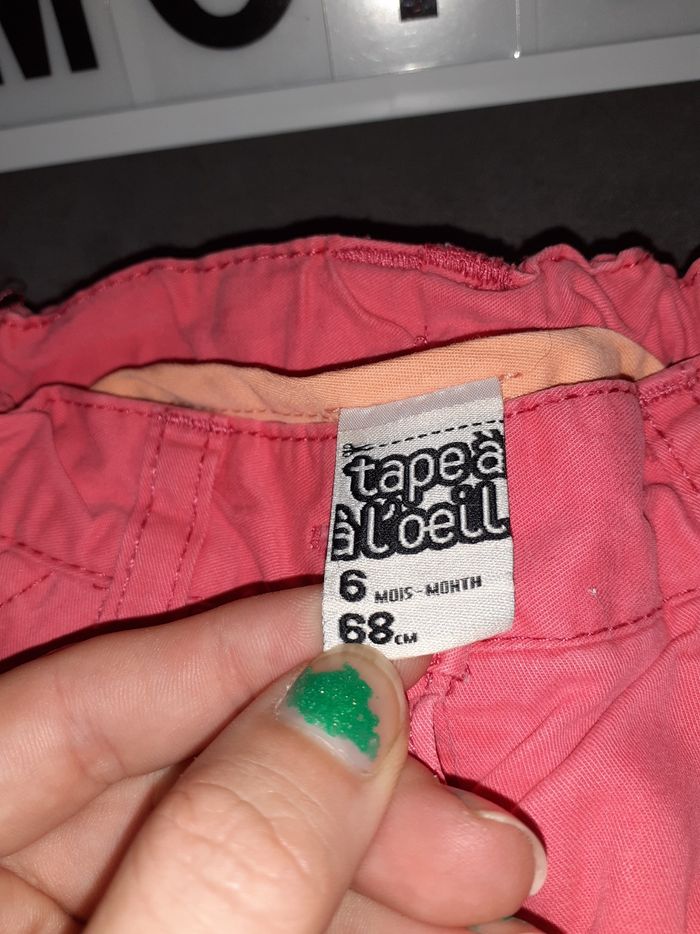 tape à
à l'oeil
6 MOIS-MONTH
68CM